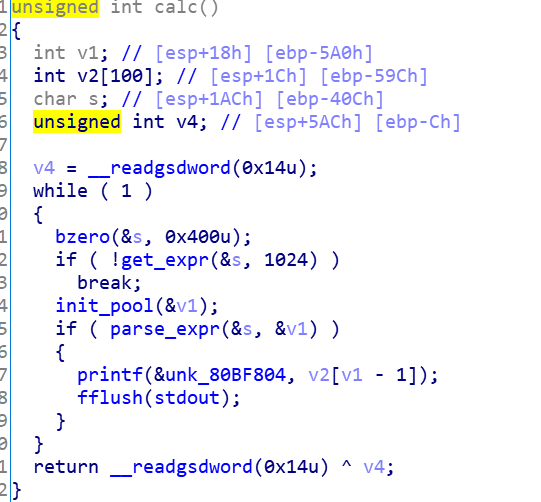 1 unsigned int calc()
2 {
3   int v1; // [esp+18h] [ebp-5A0h]
4   int v2[100]; // [esp+1Ch] [ebp-59Ch]
5   char s; // [esp+1ACh] [ebp-40Ch]
6   unsigned int v4; // [esp+5ACh] [ebp-Ch]
7
8   v4 = __readgsdword(0x14u);
9   while ( 1 )
0   {
1     bzero(&s, 0x400u);
2     if ( !get_expr(&s, 1024) )
3       break;
4     init_pool(&v1);
5     if ( parse_expr(&s, &v1) )
6     {
7       printf(&unk_80BF804, v2[v1 - 1]);
8       fflush(stdout);
9     }
0   }
1   return __readgsdword(0x14u) ^ v4;
2 }